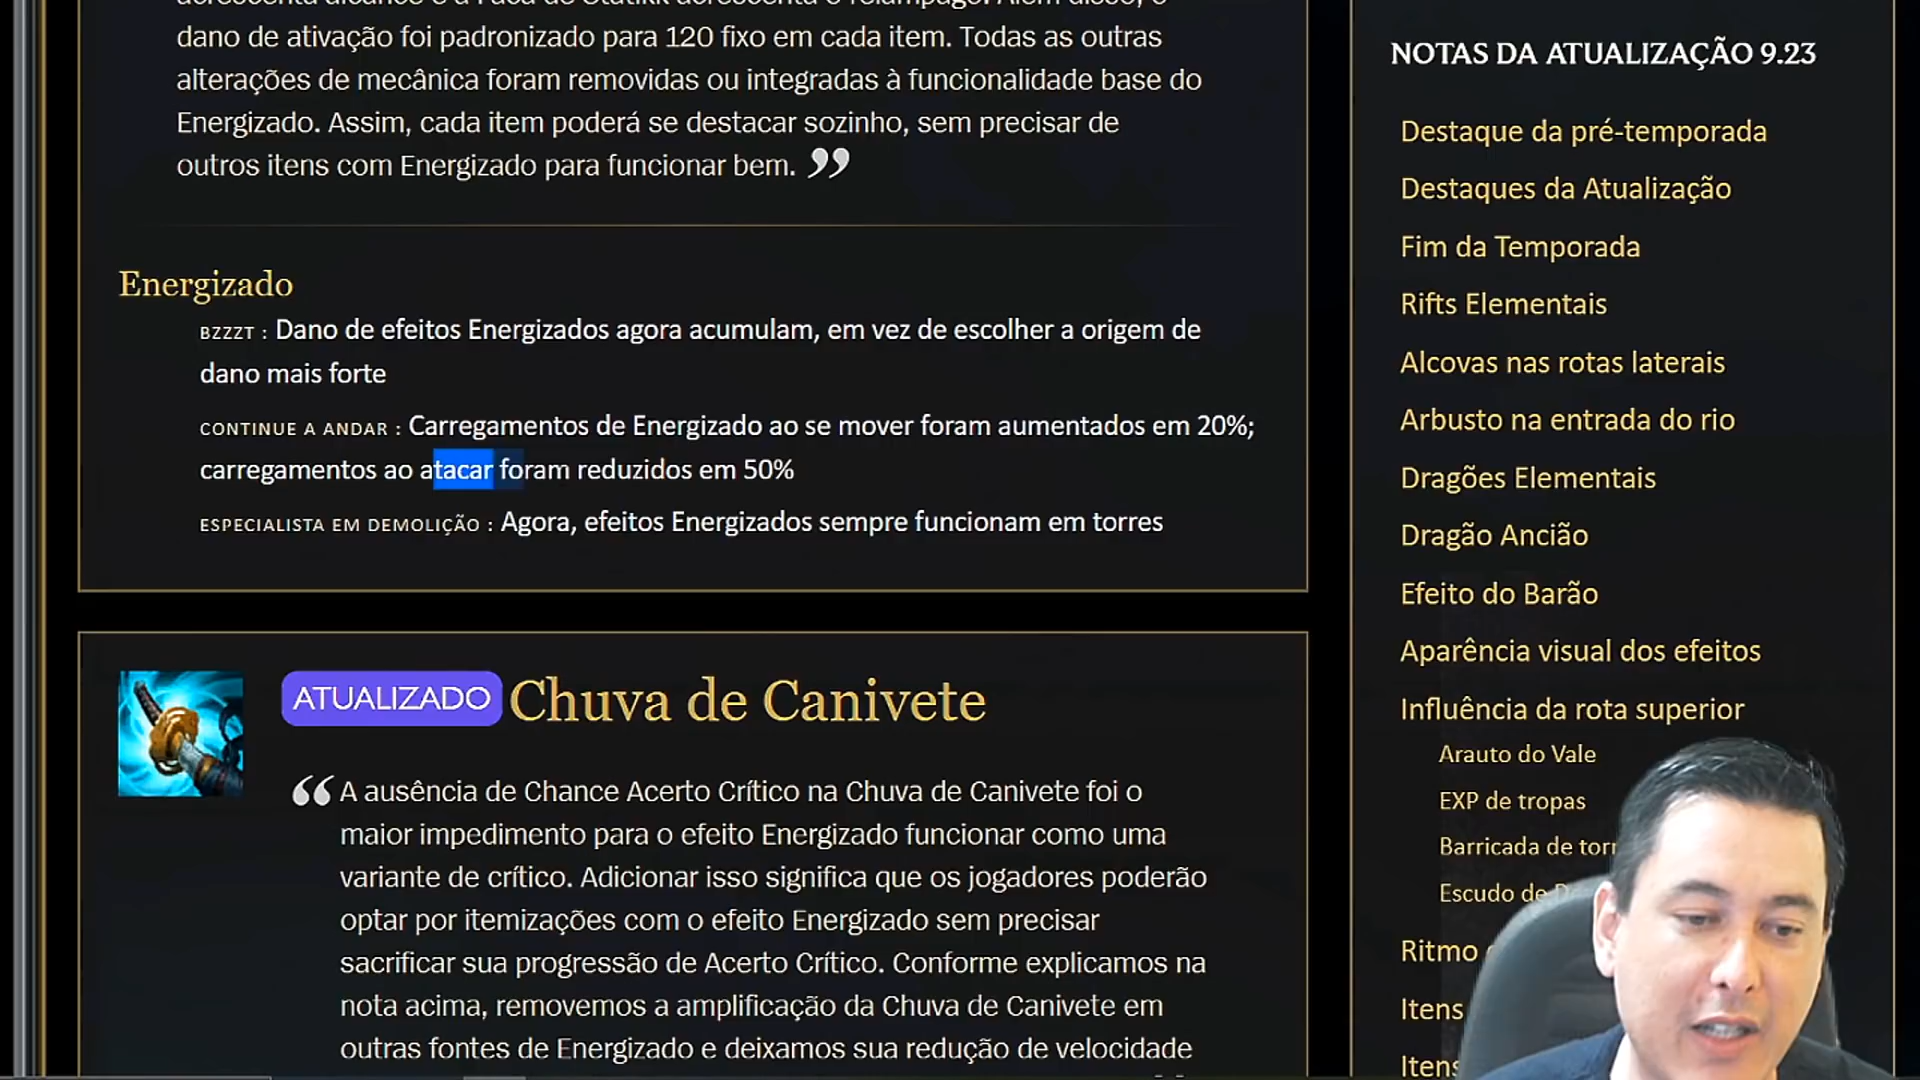 dano de ativação foi padronizado para 120 fixo em cada item. Todas as outras
alterações de mecânica foram removidas ou integradas à funcionalidade base do
Energizado. Assim, cada item poderá se destacar sozinho, sem precisar de
outros itens com Energizado para funcionar bem. ”
Energizado
BZZZT : Dano de efeitos Energizados agora acumulam, em vez de escolher a origem de
dano mais forte
CONTINUE A ANDAR : Carregamentos de Energizado ao se mover foram aumentados em 20%;
carregamentos ao atacar foram reduzidos em 50%
ESPECIALISTA EM DEMOLIÇÃO : Agora, efeitos Energizados sempre funcionam em torres
ATUALIZADO Chuva de Canivete
“ A ausência de Chance Acerto Crítico na Chuva de Canivete foi o
maior impedimento para o efeito Energizado funcionar como uma
variante de crítico. Adicionar isso significa que os jogadores poderão
optar por itemizações com o efeito Energizado sem precisar
sacrificar sua progressão de Acerto Crítico. Conforme explicamos na
nota acima, removemos a amplificação da Chuva de Canivete em
outras fontes de Energizado e deixamos sua redução de velocidade
NOTAS DA ATUALIZAÇÃO 9.23
Destaque da pré-temporada
Destaques da Atualização
Fim da Temporada
Rifts Elementais
Alcovas nas rotas laterais
Arbusto na entrada do rio
Dragões Elementais
Dragão Ancião
Efeito do Barão
Aparência visual dos efeitos
Influência da rota superior
Arauto do Vale
EXP de tropas
Barricada de
Escudo de
Ritmo
Itens
Itens